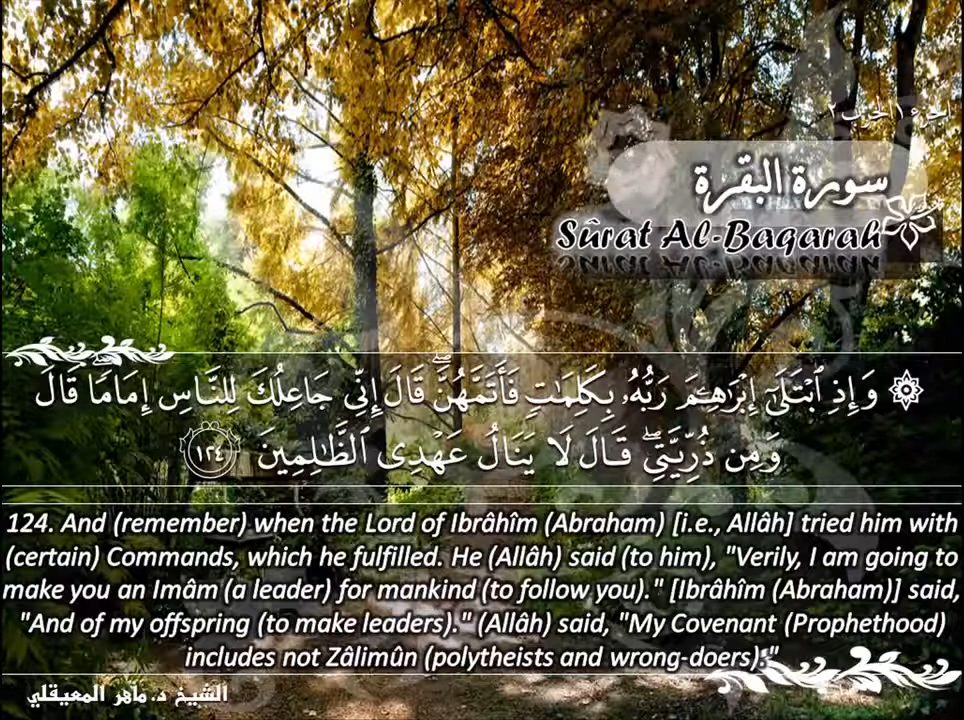 الجزء ١ الحزب ٢
سورة البقرة
Sûrat Al-Baqarah
۞ وَإِذِ ٱبْتَلَىٰٓ إِبْرَٰهِـۧمَ رَبُّهُۥ بِكَلِمَٰتٍ فَأَتَمَّهُنَّ ۖ قَالَ إِنِّى جَاعِلُكَ لِلنَّاسِ إِمَامًا ۖ قَالَ
وَمِن ذُرِّيَّتِى ۖ قَالَ لَا يَنَالُ عَهْدِى ٱلظَّٰلِمِينَ ١٢٤
124. And (remember) when the Lord of Ibrâhîm (Abraham) [i.e., Allâh] tried him with
(certain) Commands, which he fulfilled. He (Allâh) said (to him), "Verily, I am going to
make you an Imâm (a leader) for mankind (to follow you)." [Ibrâhîm (Abraham)] said,
"And of my offspring (to make leaders)." (Allâh) said, "My Covenant (Prophethood)
includes not Zâlimûn (polytheists and wrong-doers)."
الشيخ د. ماهر المعيقلي